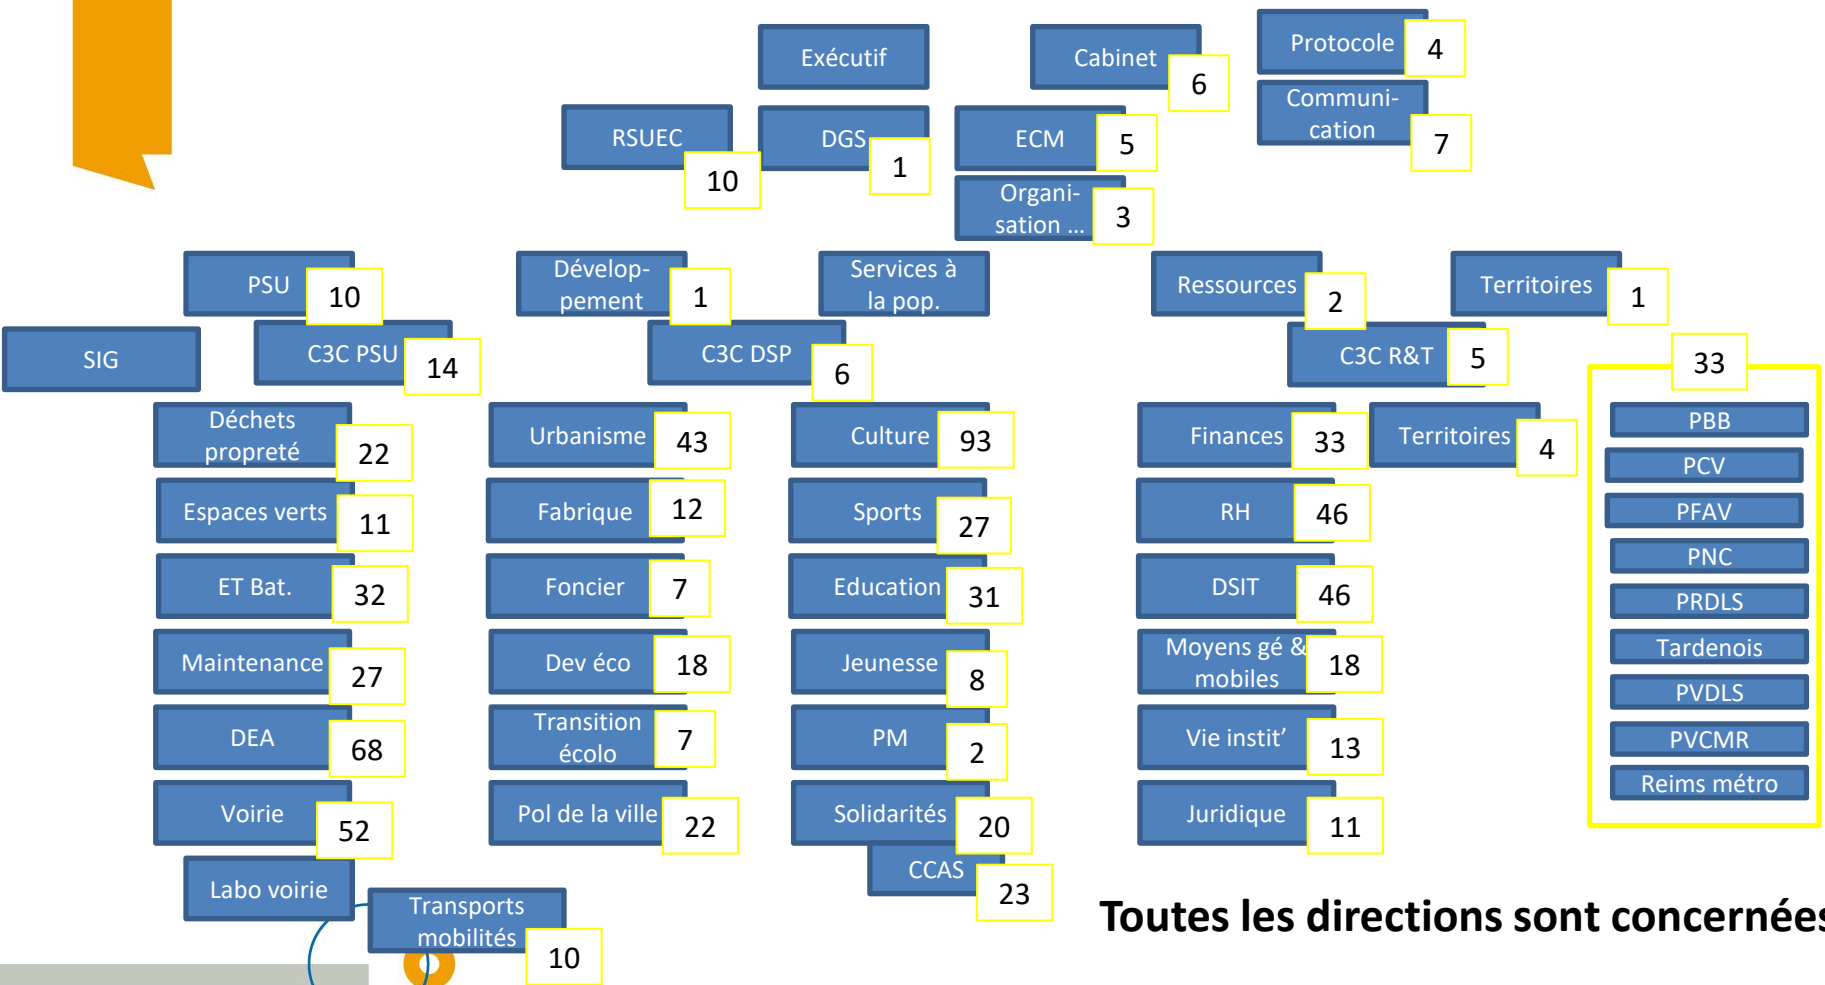 Exécutif
Cabinet
6
Protocole
4
Communi-
cation
7
RSUEC
10
DGS
1
ECM
5
Organi-
sation ...
3
PSU
10
Dévelop-
pement
1
Services à
la pop.
Ressources
2
Territoires
1
SIG
C3C PSU
14
C3C DSP
6
C3C R&T
5
33
Déchets
propreté
22
Urbanisme
43
Culture
93
Finances
33
Territoires
4
PBB
PCV
Espaces verts
11
Fabrique
12
Sports
27
RH
46
PFAV
PNC
ET Bat.
32
Foncier
7
Education
31
DSIT
46
PRDLS
Tardenois
Maintenance
27
Dev éco
18
Jeunesse
8
Moyens gé &
mobiles
18
PVDLS
DEA
68
Transition
écolo
7
PM
2
Vie instit’
13
PVCMR
Reims métro
Voirie
52
Pol de la ville
22
Solidarités
20
Juridique
11
CCAS
23
Labo voirie
Transports
mobilités
10
Toutes les directions sont concernées